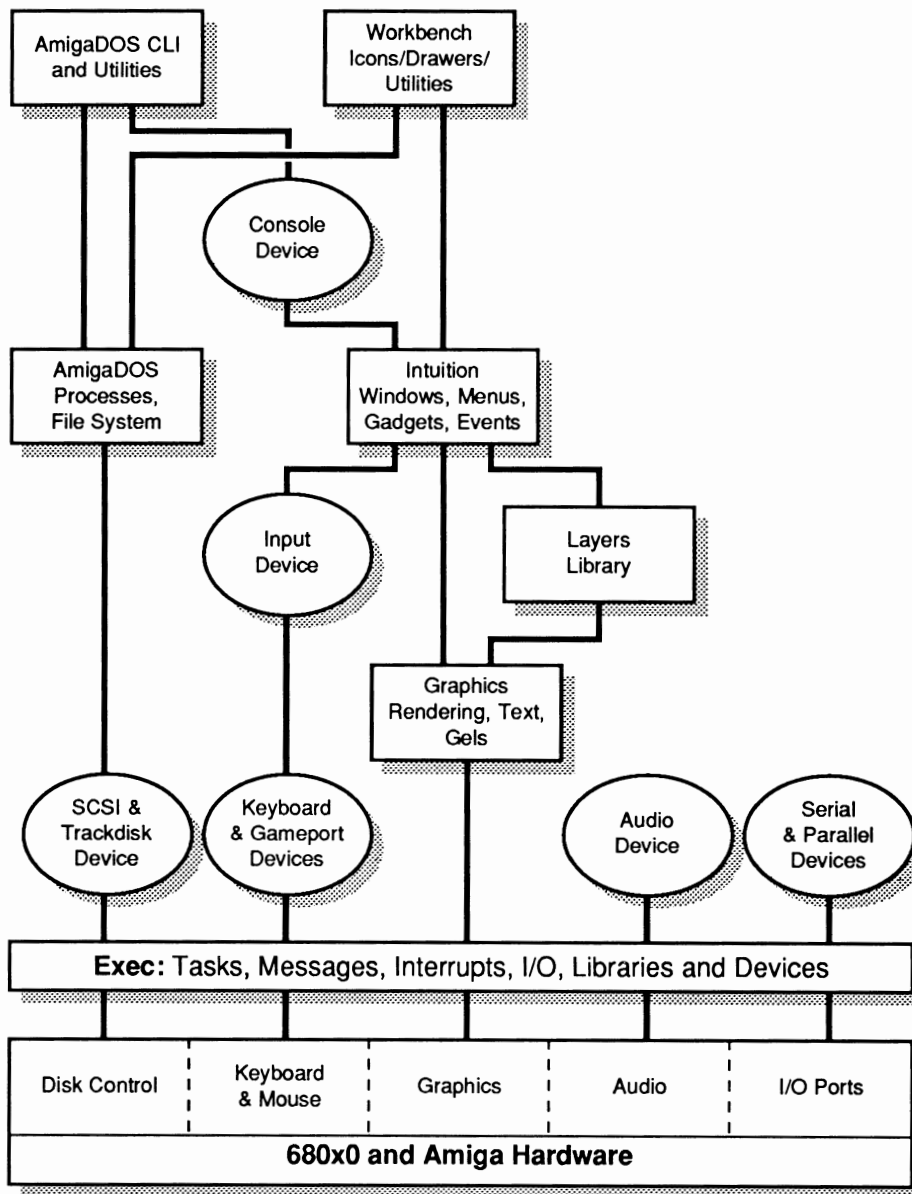 AmigaDOS CLI
and Utilities
Workbench
Icons/Drawers/
Utilities
Console
Device
AmigaDOS
Processes,
File System
Intuition
Windows, Menus,
Gadgets, Events
Input
Device
Layers
Library
Graphics
Rendering, Text,
Gels
SCSI &
Trackdisk
Device
Keyboard
& Gameport
Devices
Audio
Device
Serial
& Parallel
Devices
Exec: Tasks, Messages, Interrupts, I/O, Libraries and Devices
Disk Control
Keyboard
& Mouse
Graphics
Audio
I/O Ports
680x0 and Amiga Hardware